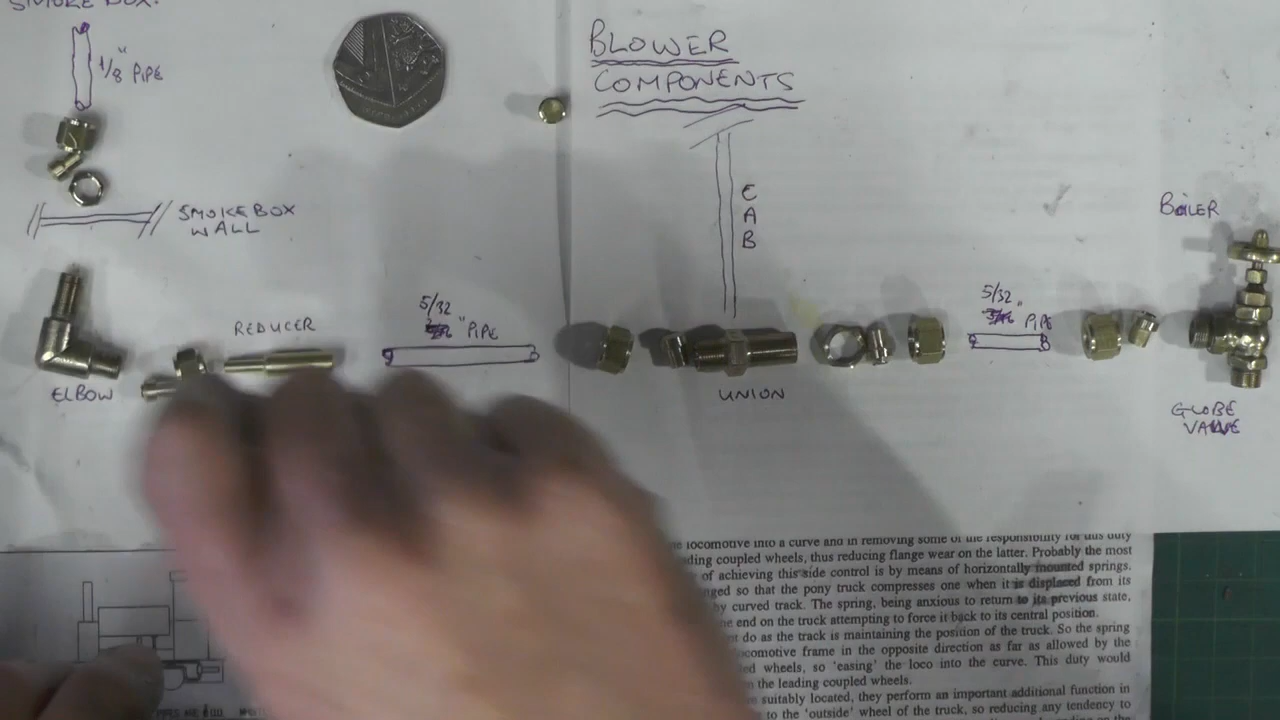 SMOKE BOX.
1/8" PIPE
SMOKEBOX
WALL
ELBOW
REDUCER
5/32
" PIPE
BLOWER
COMPONENTS
CAB
UNION
5/32"
PIPE
BOILER
GLOBE
VALVE
locomotive into a curve and in removing some of the responsibility for this duty
coupled wheels, thus reducing flange wear on the latter. Probably the most
of achieving this side control is by means of horizontally mounted springs.
so that the pony truck compresses one when it is displaced from its
by curved track. The spring, being anxious to return to its previous state,
end on the truck attempting to force it back to its central position.
do as the track is maintaining the position of the truck. So the spring
locomotive frame in the opposite direction as far as allowed by the
wheels, so 'easing' the loco into the curve. This duty would
the leading coupled wheels.
suitably located, they perform an important additional function in
to the 'outside' wheel of the truck, so reducing any tendency to